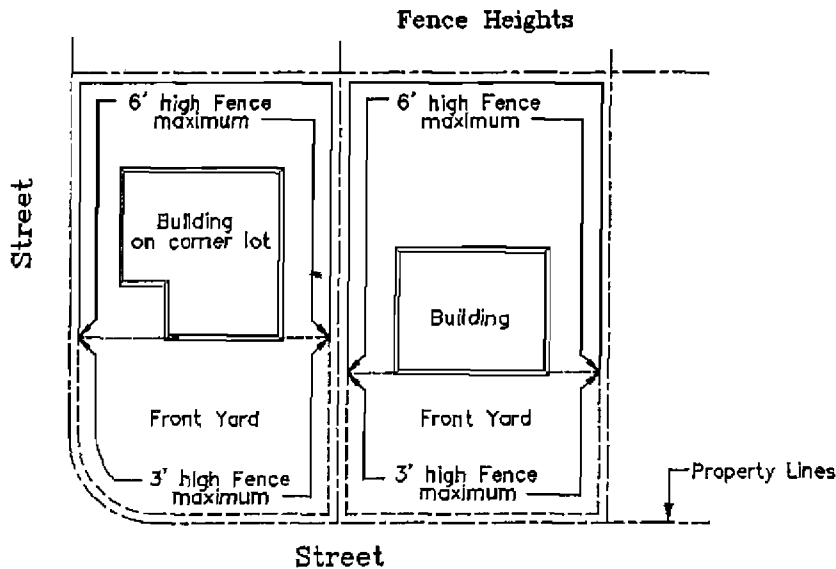 Fence Heights
6' high Fence
maximum
6' high Fence
maximum
Street
Building
on corner lot
Building
Front Yard
Front Yard
3' high Fence
maximum
3' high Fence
maximum
Property Lines
Street